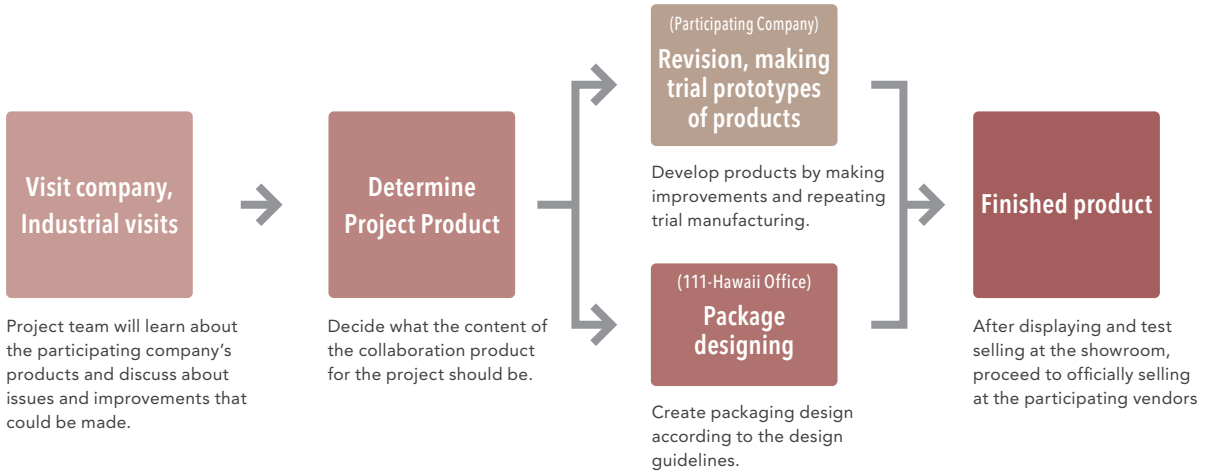 Visit company,
Industrial visits
Project team will learn about
the participating company's
products and discuss about
issues and improvements that
could be made.
Determine
Project Product
Decide what the content of
the collaboration product
for the project should be.
(Participating Company)
Revision, making
trial prototypes
of products
Develop products by making
improvements and repeating
trial manufacturing.
(111-Hawaii Office)
Package
designing
Create packaging design
according to the design
guidelines.
Finished product
After displaying and test
selling at the showroom,
proceed to officially selling
at the participating vendors